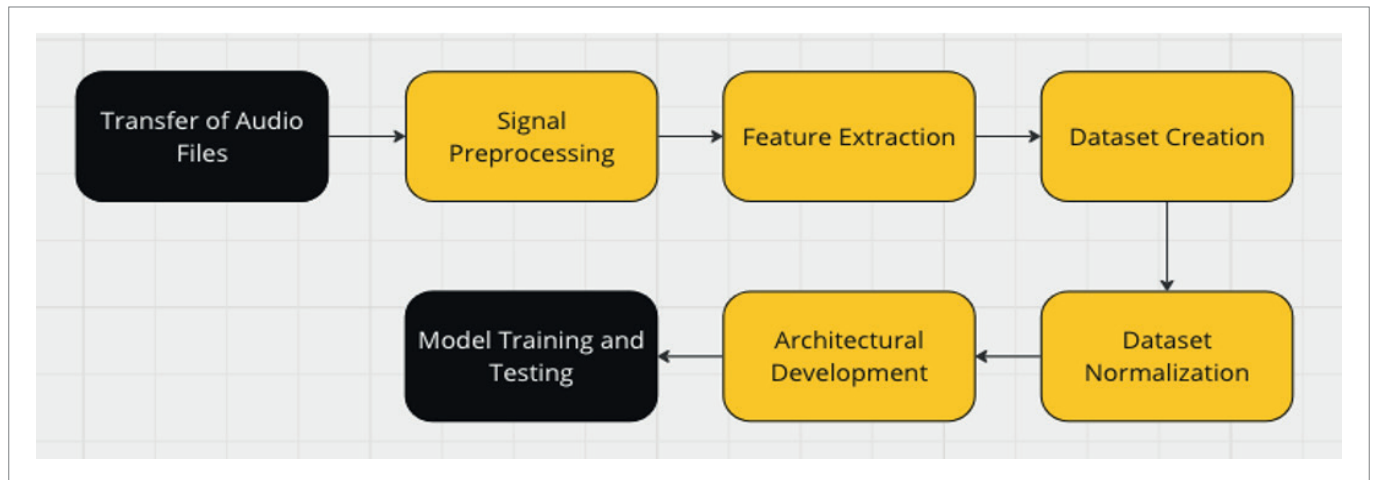 Transfer of Audio
Files
Signal
Preprocessing
Feature Extraction
Dataset Creation
Dataset
Normalization
Architectural
Development
Model Training and
Testing